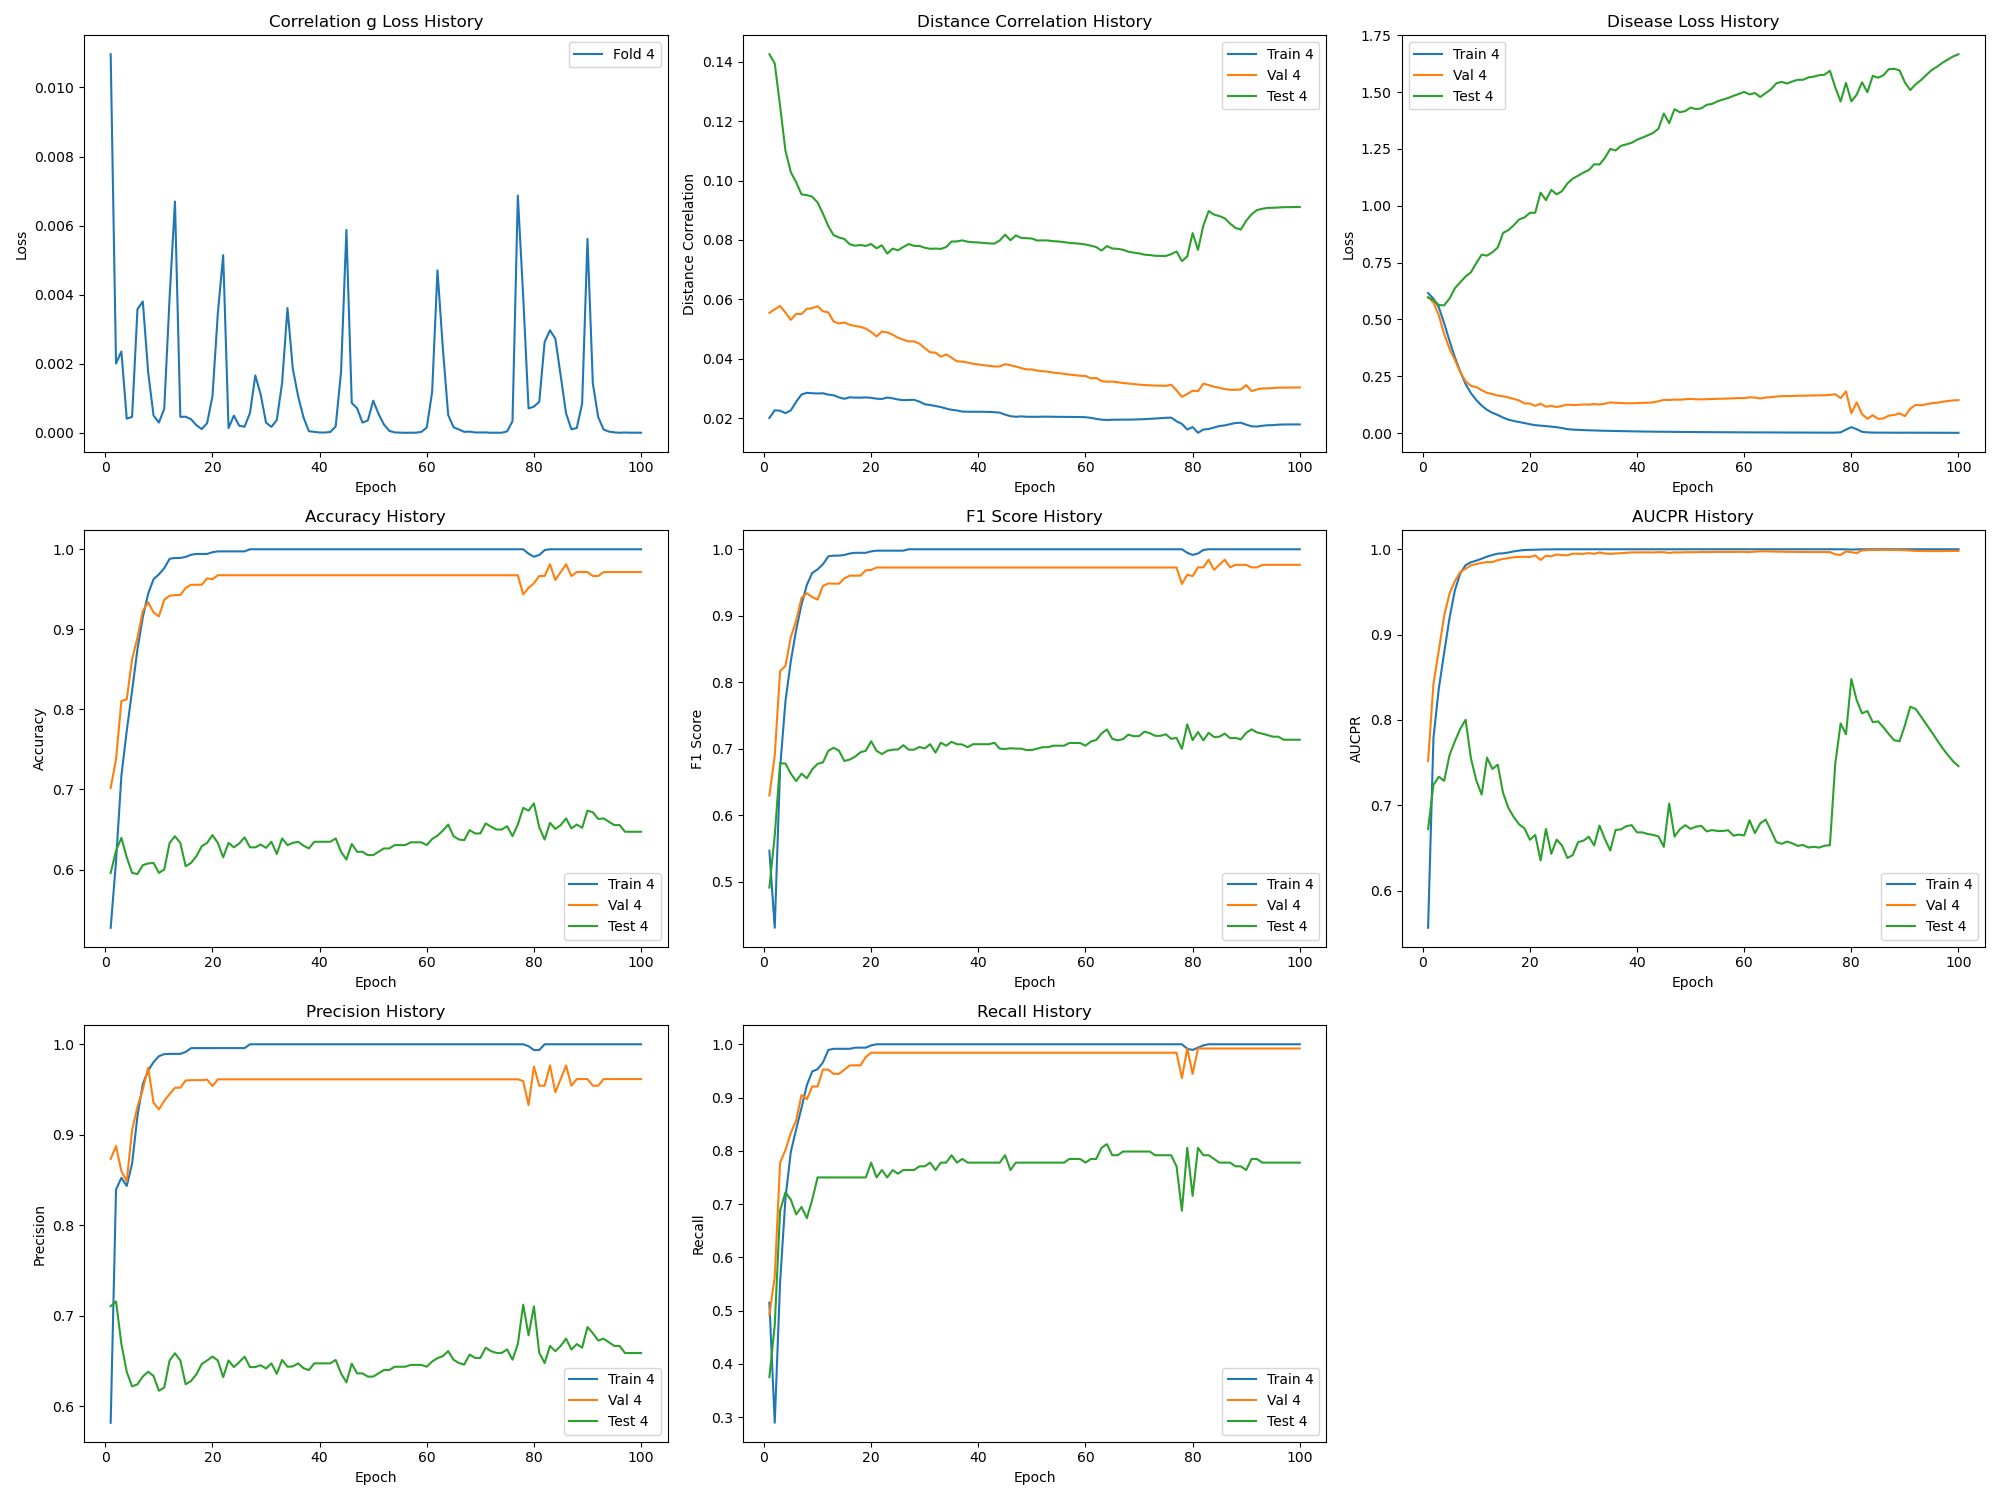 Correlation g Loss History
Fold 4
0.010
0.008
0.006
0.004
0.002
0.000
Loss
0 20 40 60 80 100
Epoch
Distance Correlation History
Train 4
Val 4
Test 4
0.14
0.12
0.10
0.08
0.06
0.04
0.02
Distance Correlation
0 20 40 60 80 100
Epoch
Disease Loss History
Train 4
Val 4
Test 4
1.75
1.50
1.25
1.00
0.75
0.50
0.25
0.00
Loss
0 20 40 60 80 100
Epoch
Accuracy History
1.0
0.9
0.8
0.7
0.6
Accuracy
Train 4
Val 4
Test 4
0 20 40 60 80 100
Epoch
F1 Score History
1.0
0.9
0.8
0.7
0.6
0.5
F1 Score
Train 4
Val 4
Test 4
0 20 40 60 80 100
Epoch
AUCPR History
1.0
0.9
0.8
0.7
0.6
AUCPR
Train 4
Val 4
Test 4
0 20 40 60 80 100
Epoch
Precision History
1.0
0.9
0.8
0.7
0.6
Precision
Train 4
Val 4
Test 4
0 20 40 60 80 100
Epoch
Recall History
1.0
0.9
0.8
0.7
0.6
0.5
0.4
0.3
Recall
Train 4
Val 4
Test 4
0 20 40 60 80 100
Epoch